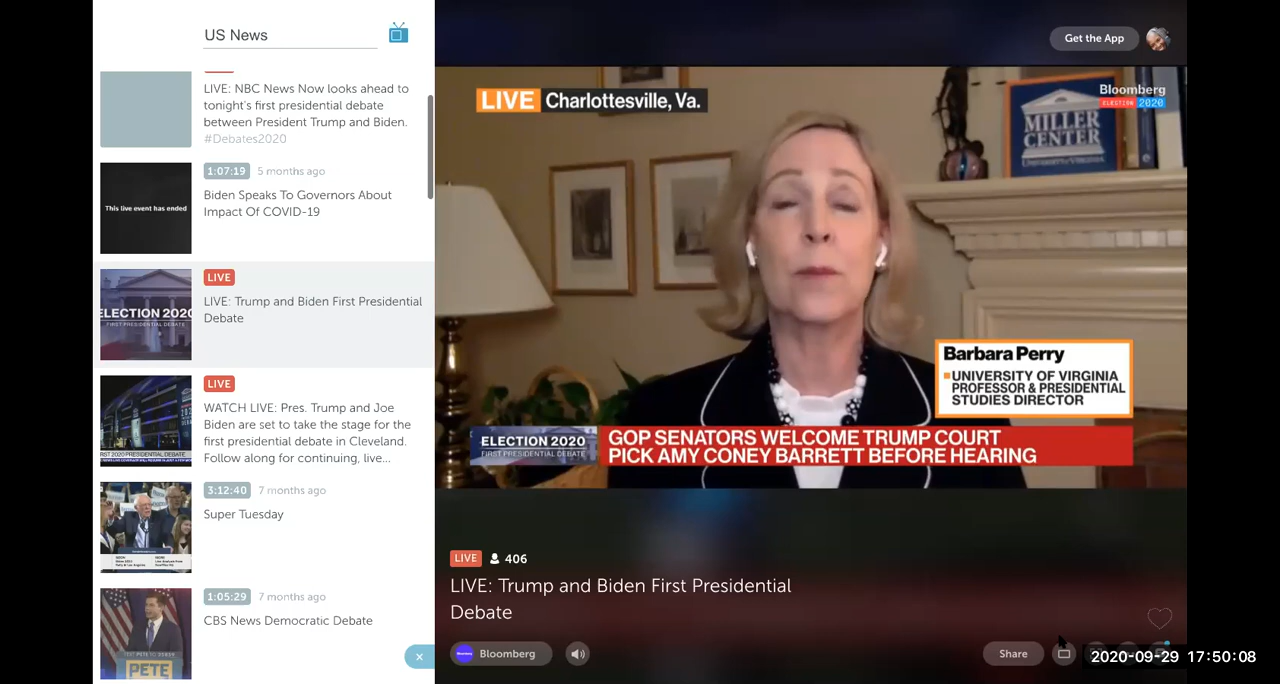 US News
LIVE: NBC News Now looks ahead to
tonight's first presidential debate
between President Trump and Biden.
#Debates2020
This live event has ended
1:07:19 5 months ago
Biden Speaks To Governors About
Impact Of COVID-19
ELECTION 2020
FIRST PRESIDENTIAL DEBATE
LIVE
LIVE: Trump and Biden First Presidential
Debate
LIVE
WATCH LIVE: Pres. Trump and Joe
Biden are set to take the stage for the
first presidential debate in Cleveland.
Follow along for continuing, live...
3:12:40 7 months ago
Super Tuesday
1:05:29 7 months ago
CBS News Democratic Debate
PETE
×
Get the App
LIVE Charlottesville, Va.
Bloomberg
ELECTION 2020
MILLER
CENTER
UNIVERSITY OF VIRGINIA
Barbara Perry
UNIVERSITY OF VIRGINIA
PROFESSOR & PRESIDENTIAL
STUDIES DIRECTOR
ELECTION 2020
FIRST PRESIDENTIAL DEBATE
GOP SENATORS WELCOME TRUMP COURT
PICK AMY CONEY BARRETT BEFORE HEARING
LIVE 406
LIVE: Trump and Biden First Presidential
Debate
Bloomberg
Share
2020-09-29 17:50:08